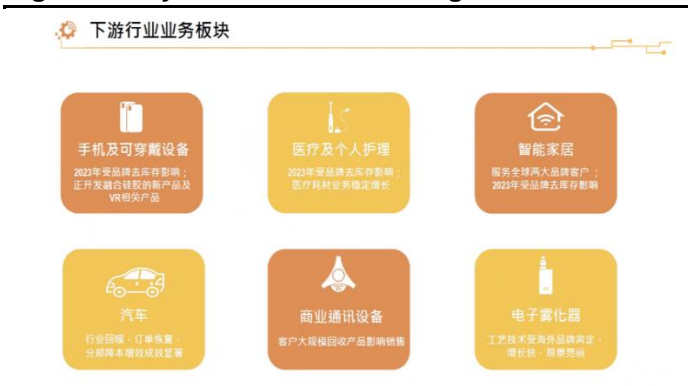 下游行业业务板块
手机及可穿戴设备
2023年受品牌去库存影响；
正开发融合硅胶的新产品及
VR相关产品
医疗及个人护理
2023年受品牌去库存影响；
医疗耗材业务稳定增长
智能家居
服务全球两大品牌客户；
2023年受品牌去库存影响
汽车
行业回暖，订单恢复，
分部降本增效成效显著
商业通讯设备
客户大规模回收产品影响销售
电子雾化器
工艺技术受海外品牌肯定，
增长快，前景亮丽